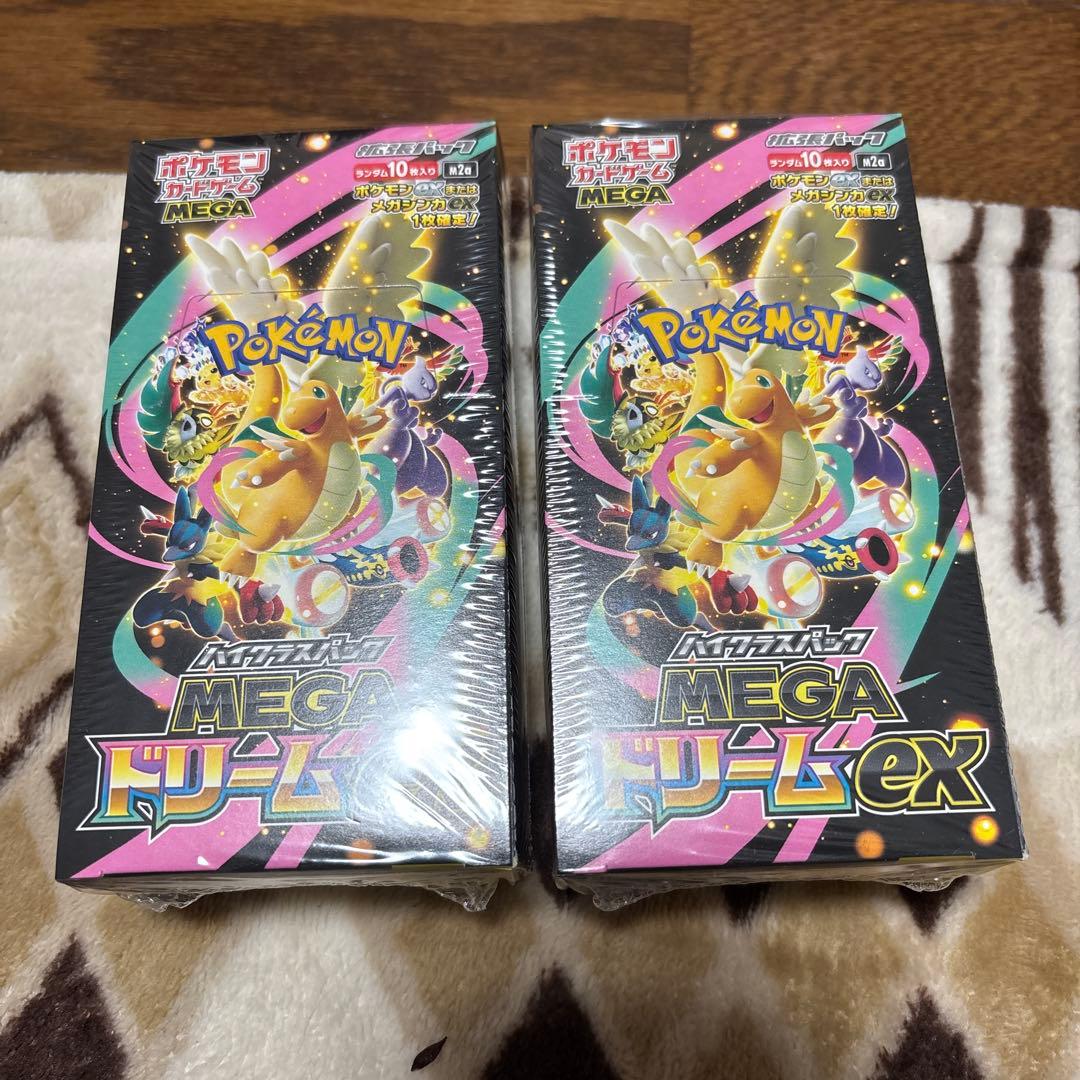 ポケモン
カードゲーム
MEGA
拡張パック
ランダム10枚入り M2a
ポケモンexまたは
メガシンカex
1枚確定!
POKéMON
TM
ハイクラスパック
MEGA
ドリーム
ポケモン
カードゲーム
MEGA
拡張パック
ランダム10枚入り M2a
ポケモンexまたは
メガシンカex
1枚確定!
POKéMON
TM
ハイクラスパック
MEGA
ドリームex